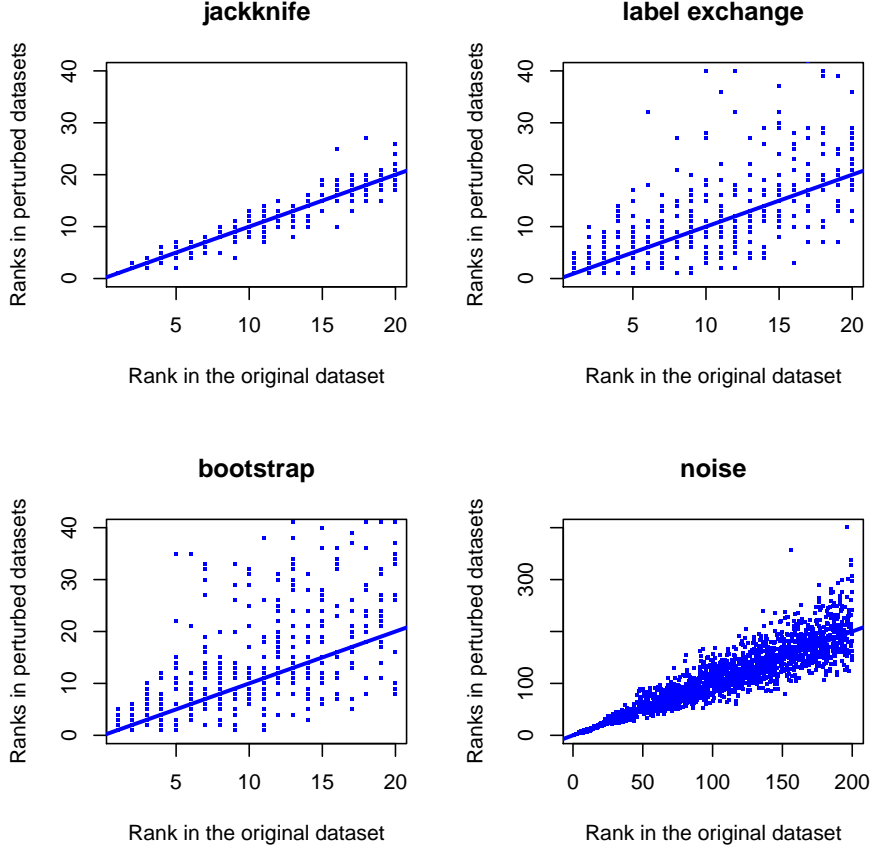 jackknife
Ranks in perturbed datasets
0 10 20 30 40
5 10 15 20
Rank in the original dataset
label exchange
Ranks in perturbed datasets
0 10 20 30 40
5 10 15 20
Rank in the original dataset
bootstrap
Ranks in perturbed datasets
0 10 20 30 40
5 10 15 20
Rank in the original dataset
noise
Ranks in perturbed datasets
0 100 300
0 50 100 150 200
Rank in the original dataset